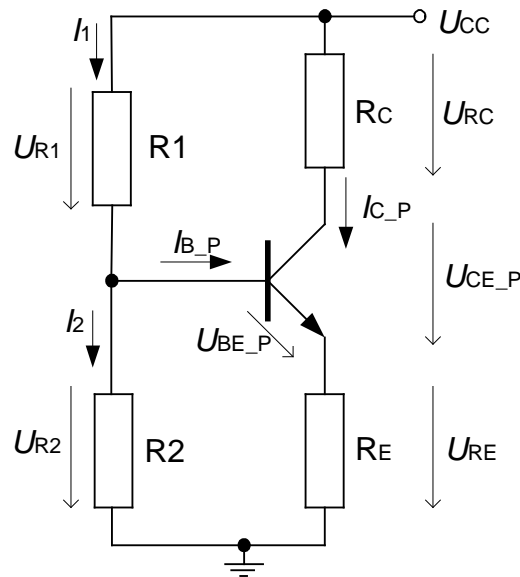 I1
UCC
UR1
R1
RC
URC
IC_P
IB_P
UCE_P
I2
UBE_P
UR2
R2
RE
URE